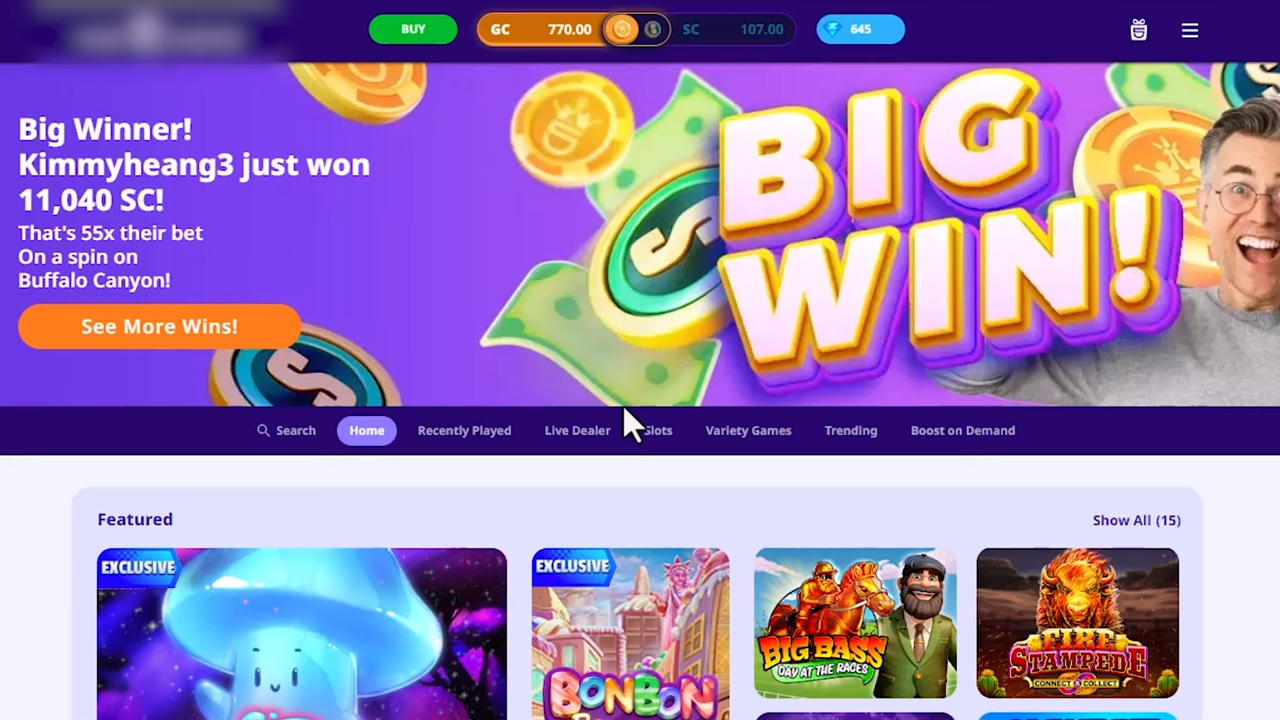 BUY
GC 770.00
SC 107.00
645
Big Winner!
Kimmyheang3 just won
11,040 SC!
That's 55x their bet
On a spin on
Buffalo Canyon!
See More Wins!
BIG
WIN!
Search
Home
Recently Played
Live Dealer
Slots
Variety Games
Trending
Boost on Demand
Featured
Show All (15)
EXCLUSIVE
EXCLUSIVE
BONBON
BIG BASS
DAY AT THE RACES
FIRE
STAMPEDE
CONNECT & COLLECT